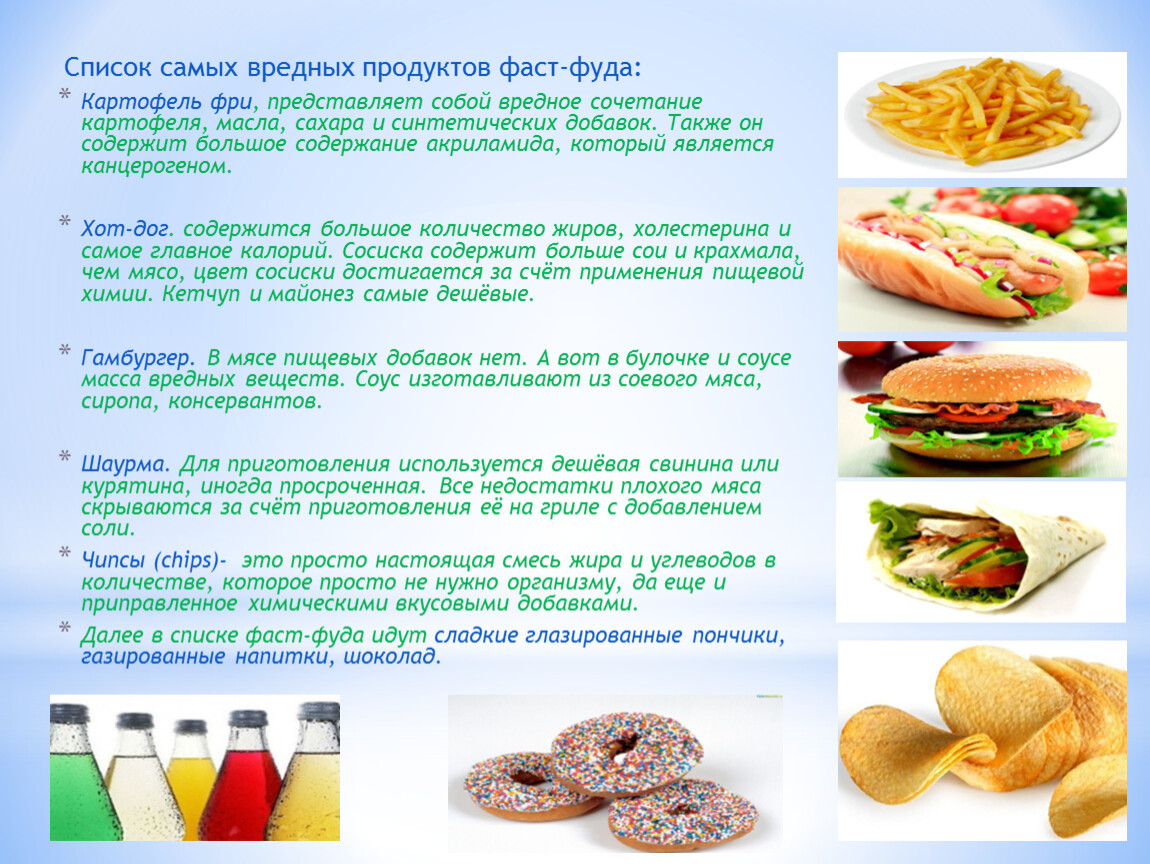 Список самых вредных продуктов фаст-фуда:
* Картофель фри, представляет собой вредное сочетание
картофеля, масла, сахара и синтетических добавок. Также он
содержит большое содержание акриламида, который является
канцерогеном.
* Хот-дог. содержится большое количество жиров, холестерина и
самое главное калорий. Сосиска содержит больше сои и крахмала,
чем мясо, цвет сосиски достигается за счёт применения пищевой
химии. Кетчуп и майонез самые дешёвые.
* Гамбургер. В мясе пищевых добавок нет. А вот в булочке и соусе
масса вредных веществ. Соус изготавливают из соевого мяса,
сиропа, консервантов.
* Шаурма. Для приготовления используется дешёвая свинина или
курятина, иногда просроченная. Все недостатки плохого мяса
скрываются за счёт приготовления её на гриле с добавлением
соли.
* Чипсы (chips)- это просто настоящая смесь жира и углеводов в
количестве, которое просто не нужно организму, да еще и
приправленное химическими вкусовыми добавками.
* Далее в списке фаст-фуда идут сладкие глазированные пончики,
газированные напитки, шоколад.